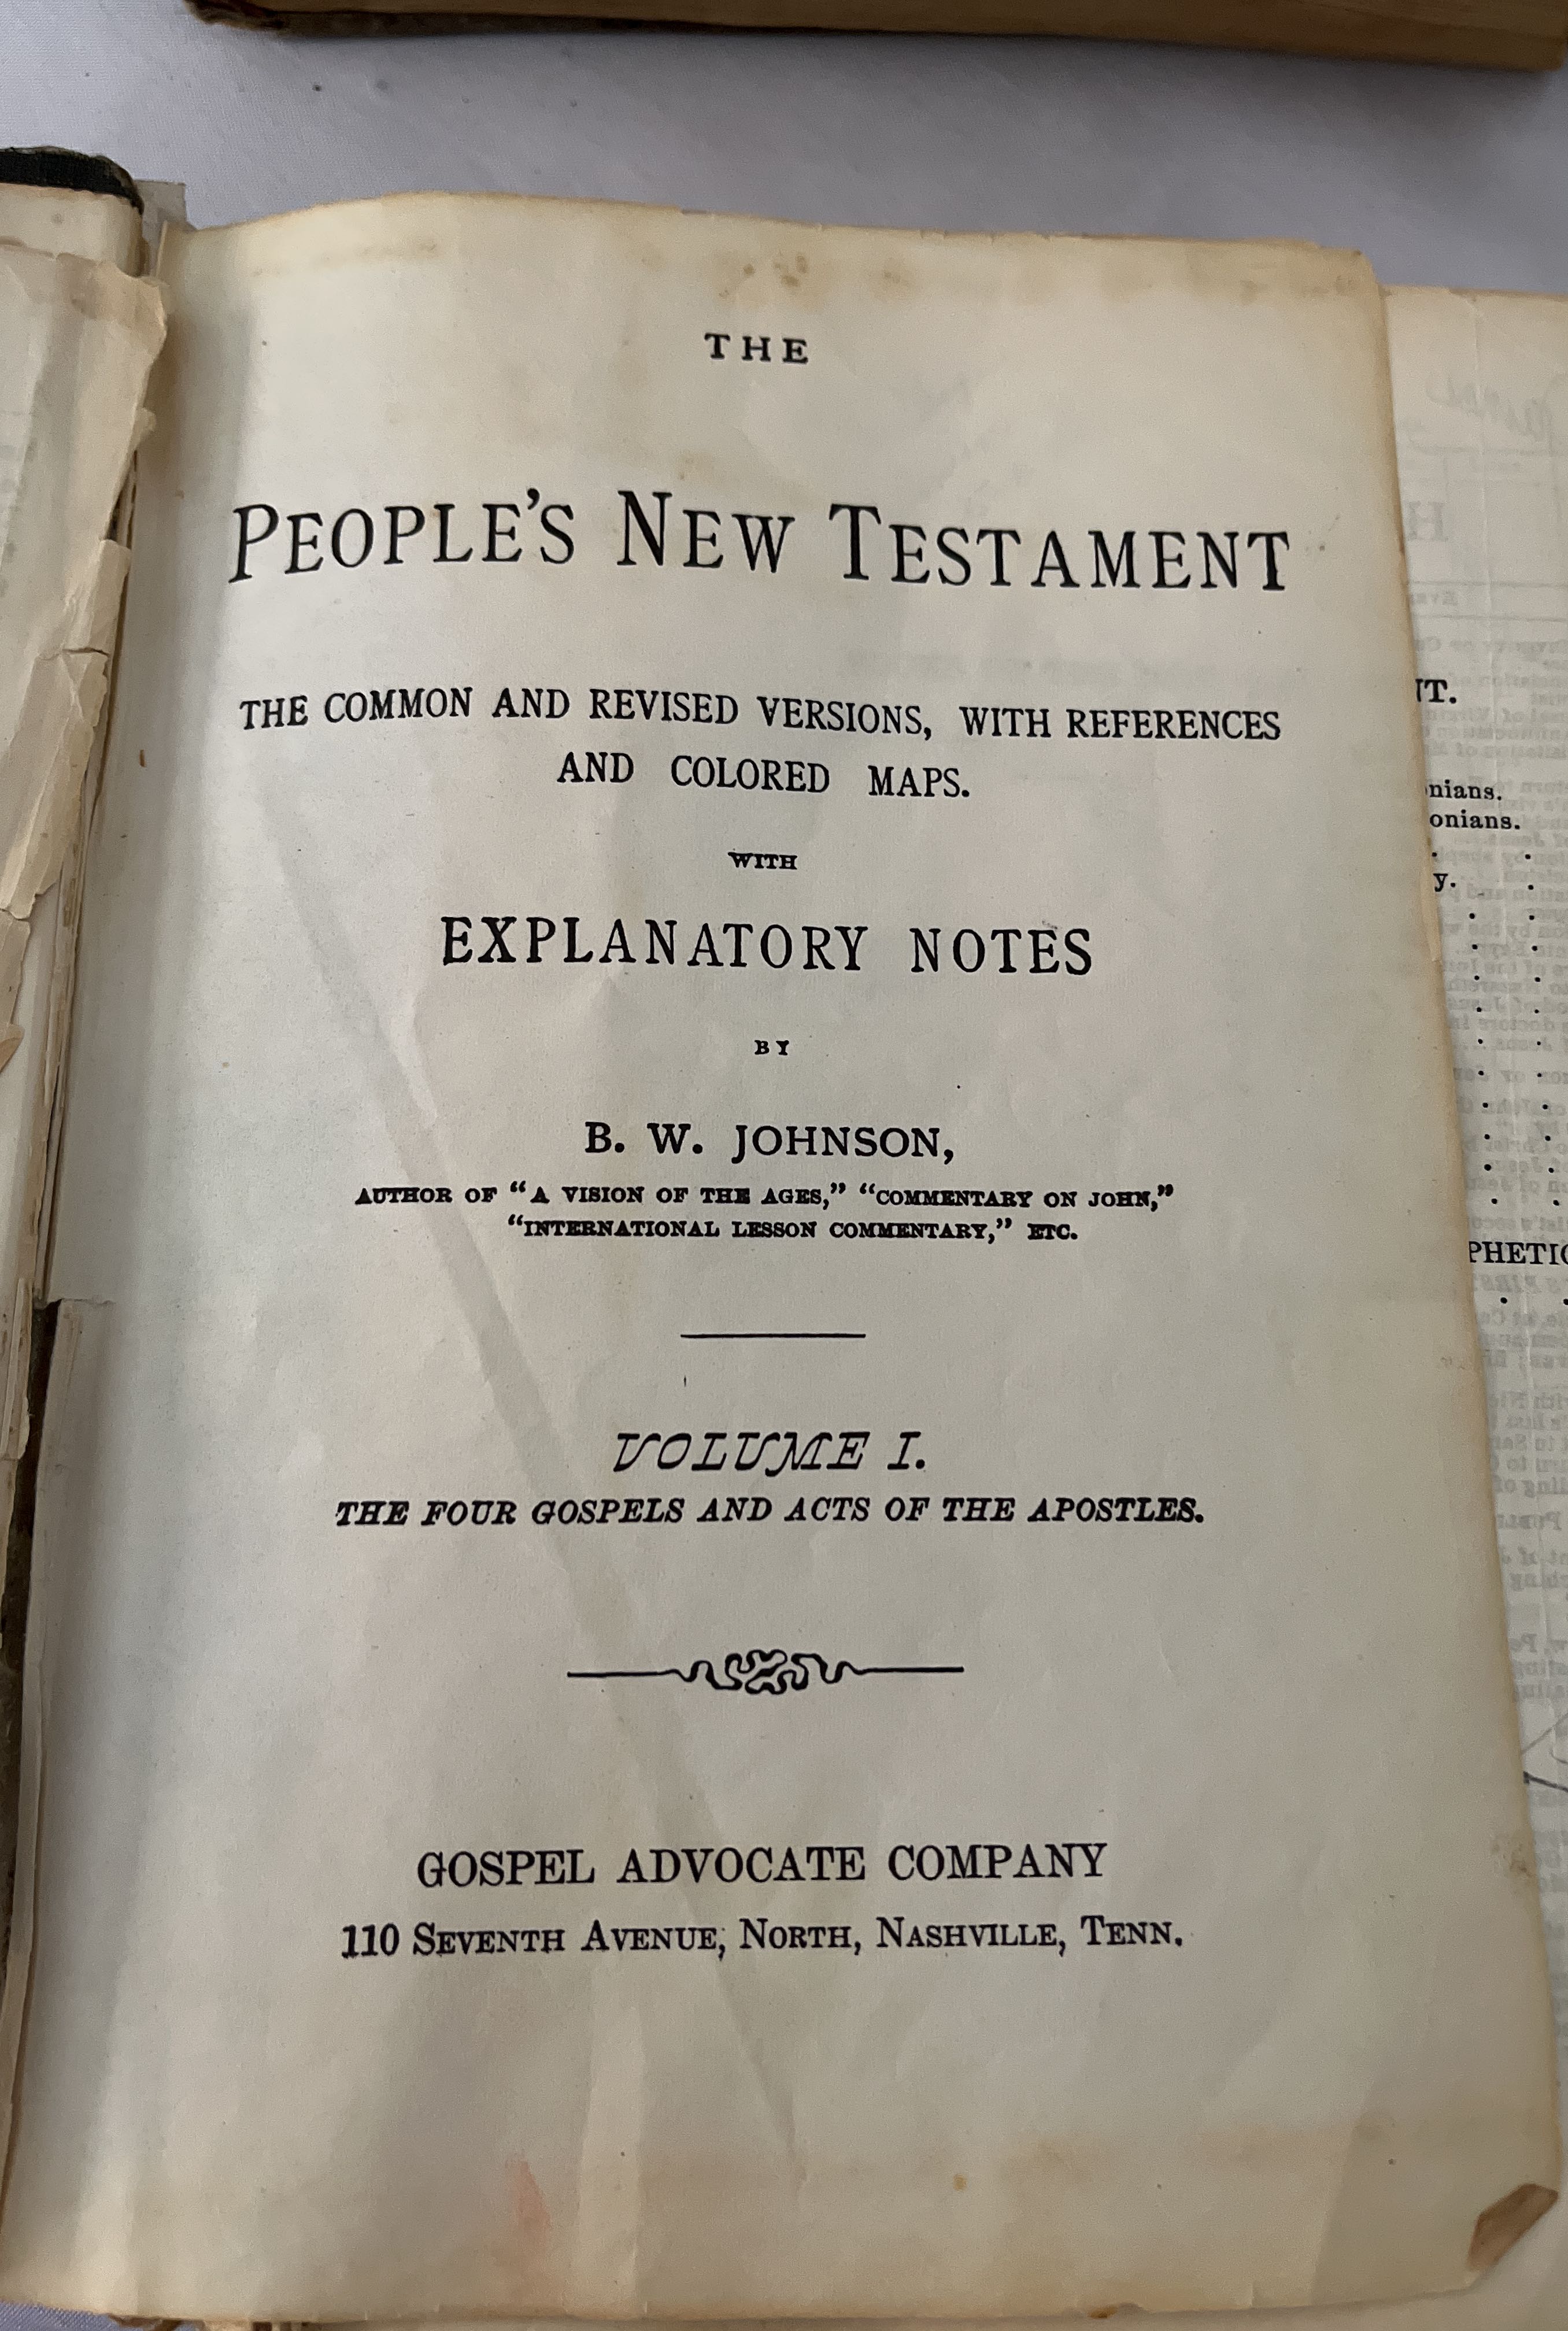 THE
PEOPLE'S NEW TESTAMENT
THE COMMON AND REVISED VERSIONS, WITH REFERENCES
AND COLORED MAPS.
WITH
EXPLANATORY NOTES
BY
B. W. JOHNSON,
AUTHOR OF "A VISION OF THE AGES," "COMMENTARY ON JOHN,"
"INTERNATIONAL LESSON COMMENTARY," ETC.
VOLUME I.
THE FOUR GOSPELS AND ACTS OF THE APOSTLES.
GOSPEL ADVOCATE COMPANY
110 SEVENTH AVENUE, NORTH, NASHVILLE, TENN.
NT.
nians.
onians.
y.
PHETIC